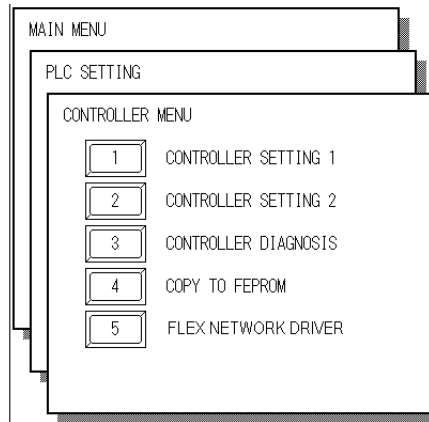 MAIN MENU
PLC SETTING
CONTROLLER MENU
1 CONTROLLER SETTING 1
2 CONTROLLER SETTING 2
3 CONTROLLER DIAGNOSIS
4 COPY TO FEPROM
5 FLEX NETWORK DRIVER